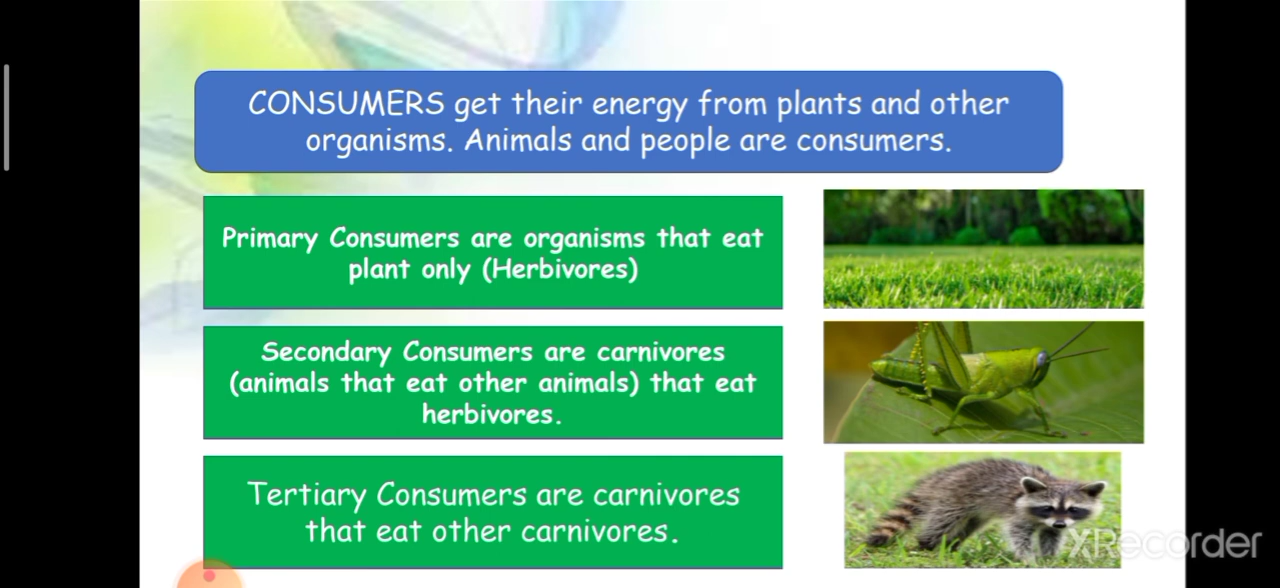 CONSUMERS get their energy from plants and other
organisms. Animals and people are consumers.
Primary Consumers are organisms that eat
plant only (Herbivores)
Secondary Consumers are carnivores
(animals that eat other animals) that eat
herbivores.
Tertiary Consumers are carnivores
that eat other carnivores.
XRecorder